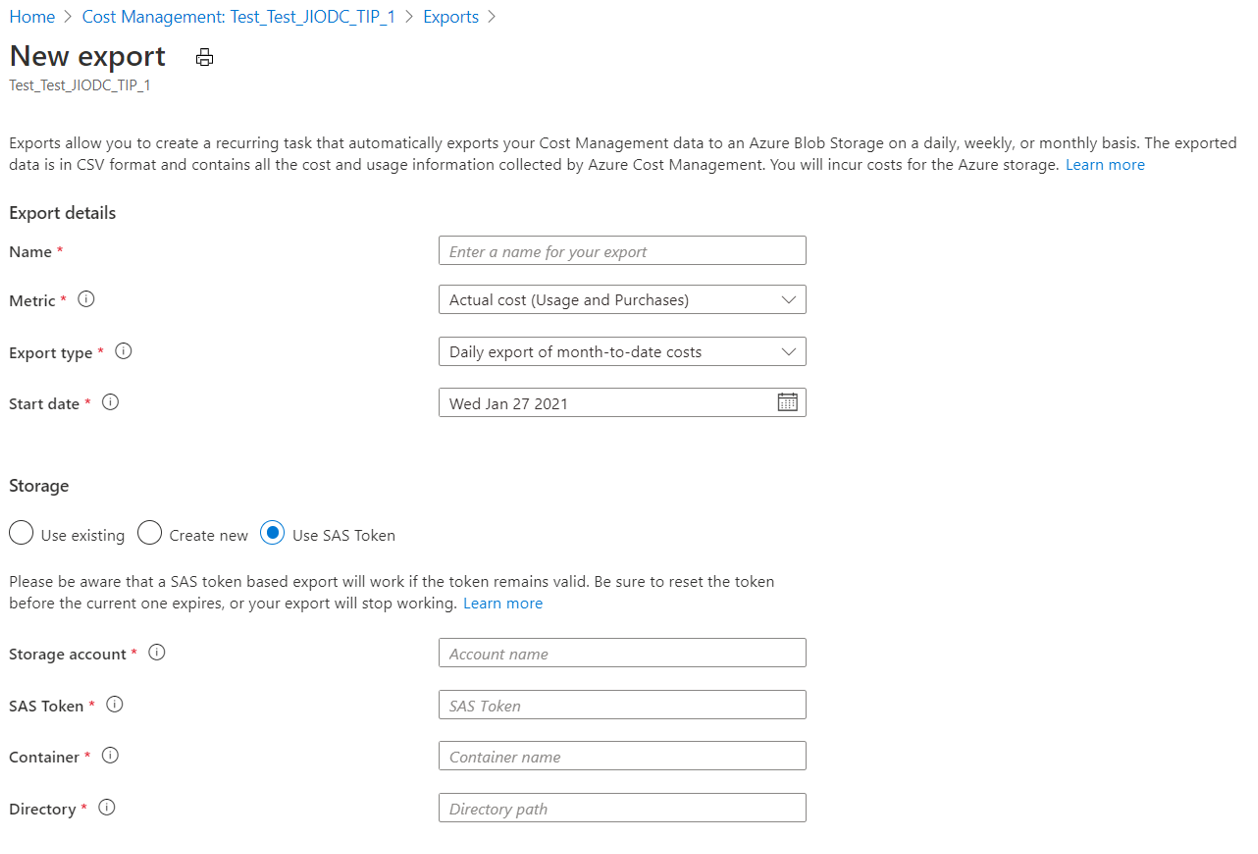 Home > Cost Management: Test_Test_JIODC_TIP_1 > Exports >
New export
Test_Test_JIODC_TIP_1
Exports allow you to create a recurring task that automatically exports your Cost Management data to an Azure Blob Storage on a daily, weekly, or monthly basis. The exported
data is in CSV format and contains all the cost and usage information collected by Azure Cost Management. You will incur costs for the Azure storage. Learn more
Export details
Name * Enter a name for your export
Metric * Actual cost (Usage and Purchases)
Export type * Daily export of month-to-date costs
Start date * Wed Jan 27 2021
Storage
Use existing Create new Use SAS Token
Please be aware that a SAS token based export will work if the token remains valid. Be sure to reset the token
before the current one expires, or your export will stop working. Learn more
Storage account * Account name
SAS Token * SAS Token
Container * Container name
Directory * Directory path